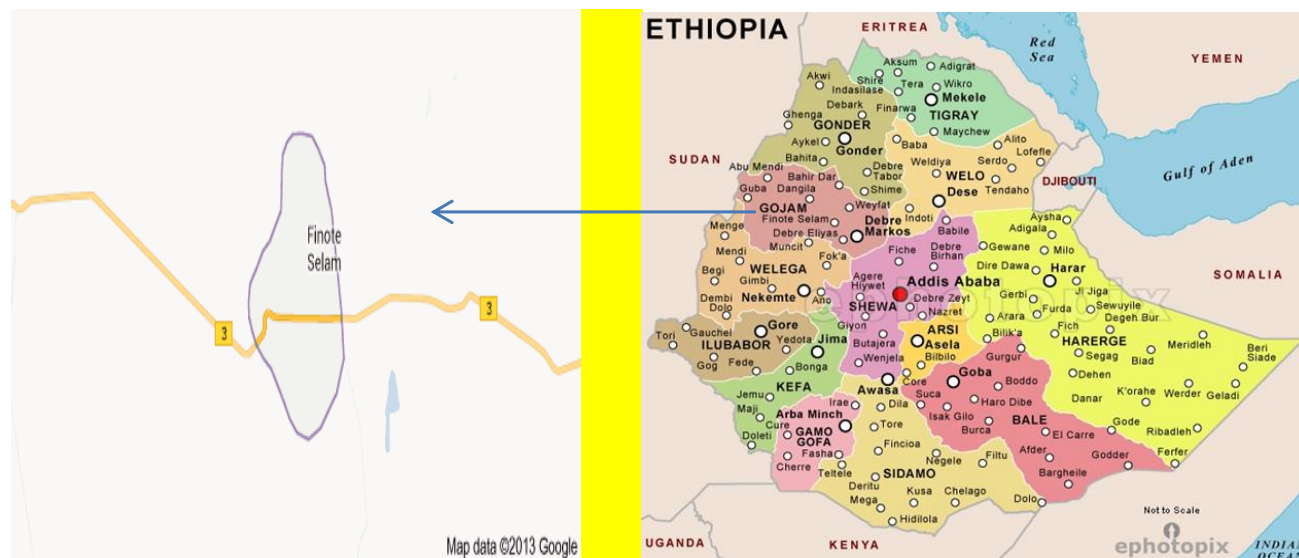 Finote
Selam
3
3
Map data ©2013 Google
ETHIOPIA
ERITREA
Red
Sea
YEMEN
SUDAN
DJIBOUTI
Gulf of Aden
SOMALIA
UGANDA
KENYA
INDIAN
OCE
Aksum
Adigrat
Akwi
Shire
Tera
Wikro
Indasilase
Mekele
Debark
Finarwa
TIGRAY
Ghenga
GONDER
Maychew
Aykel
Gonder
Baba
Alito
Bahita
Weldiya
Serdo
Lofefle
Abu Mendi
Debre
Tabor
WELO
Bahir Dar
Guba
Dangila
Shime
Dese
Tendaho
GOJAM
Weyfat
Finote Selam
Debre
Markos
Indoti
Aysha
Menge
Debre Eliyas
Babile
Adigala
Muncit
Fiche
Debre
Birhan
Gewane
Milo
Mendi
Fok'a
WELEGA
Dire Dawa
Harar
Begi
Gimbi
Agere
Hiywet
Addis Ababa
Nekemte
Ano
Gerbi
Ji Jiga
Dembi
Dolo
SHEWA
Debre Zeyt
Sewuyile
Nazret
Furda
Degeh Bur
Gore
Giyon
Arara
Tori
Gauchel
ARSI
Fich
ILUBABOR
Yedota
Jima
Butajera
Asela
Bilik'a
HARERGE
Meridleh
Gog
Fede
Wenjela
Bilbilo
Gurgur
Segag
Biad
Beri
Siade
Bonga
Core
Goba
Dehen
KEFA
Awasa
Boddo
K'orahe
Werder
Geladi
Jemu
Suca
Danar
Maji
Irae
Dila
Haro Dibe
Arba Minch
Isak Gilo
BALE
Gode
Cure
Tore
Burca
El Carre
Ribadleh
Doleti
GAMO
GOFA
Fincioa
Afder
Fasha
Negele
Filtu
Godder
Ferfer
Cherre
Teltele
SIDAMO
Bargheile
Deritu
Mega
Kusa
Chelago
Dolo
Hidilola
Not to Scale
ephotopix
ephotopix